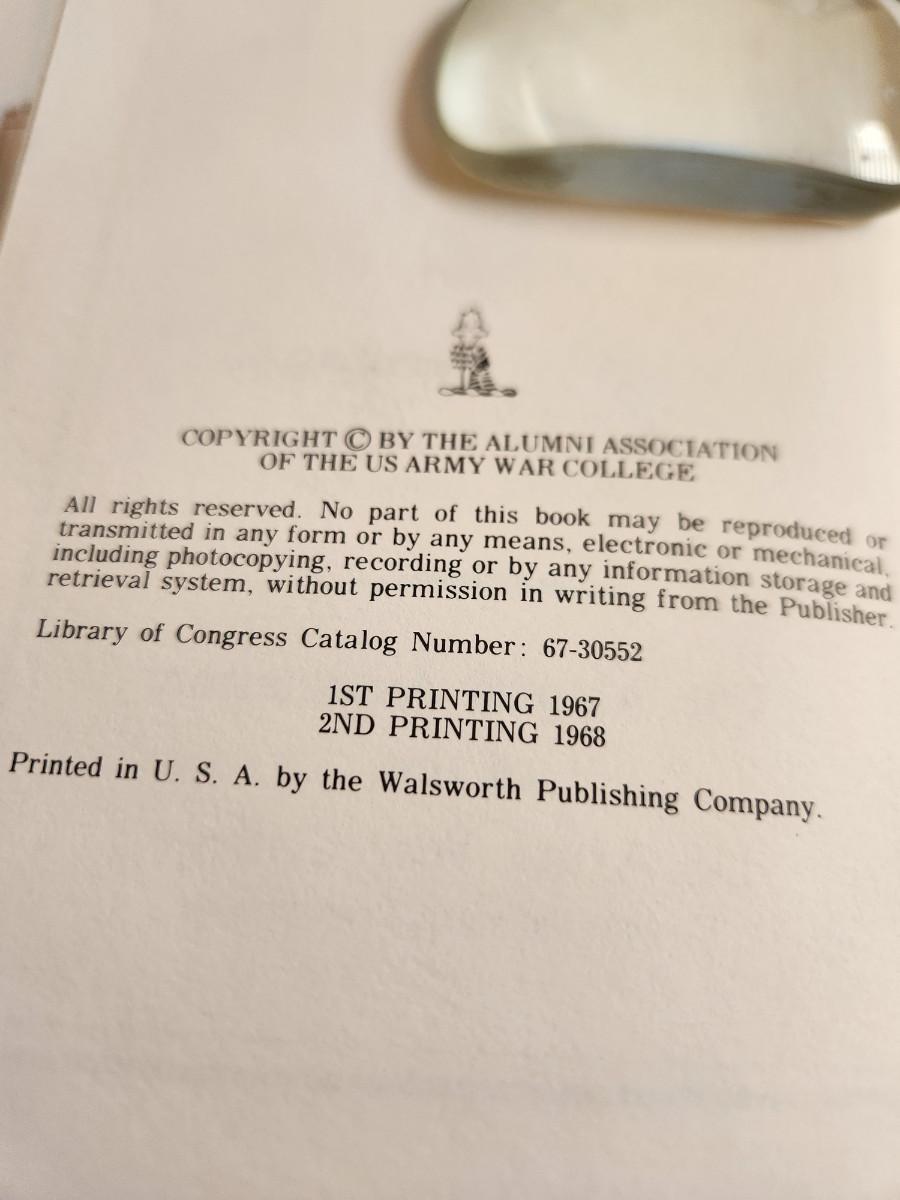 COPYRIGHT © BY THE ALUMNI ASSOCIATION
OF THE US ARMY WAR COLLEGE
All rights reserved. No part of this book may be reproduced or
transmitted in any form or by any means, electronic or mechanical,
including photocopying, recording or by any information storage and
retrieval system, without permission in writing from the Publisher.
Library of Congress Catalog Number: 67-30552
1ST PRINTING 1967
2ND PRINTING 1968
Printed in U. S. A. by the Walsworth Publishing Company.